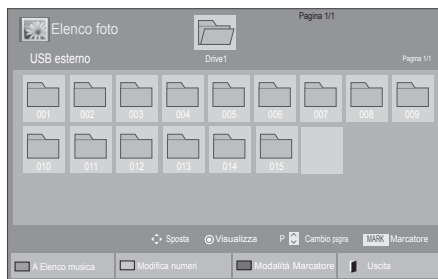 Pagina 1/1
Elenco foto
USB esterno
Drive1
Pagina 1/1
001 002 003 004 005 006 007 008 009
010 011 012 013 014 015
Sposta Visualizza P Cambio pagina MARK Marcatore
A Elenco musica Modifica numeri Modalità Marcatore Uscita